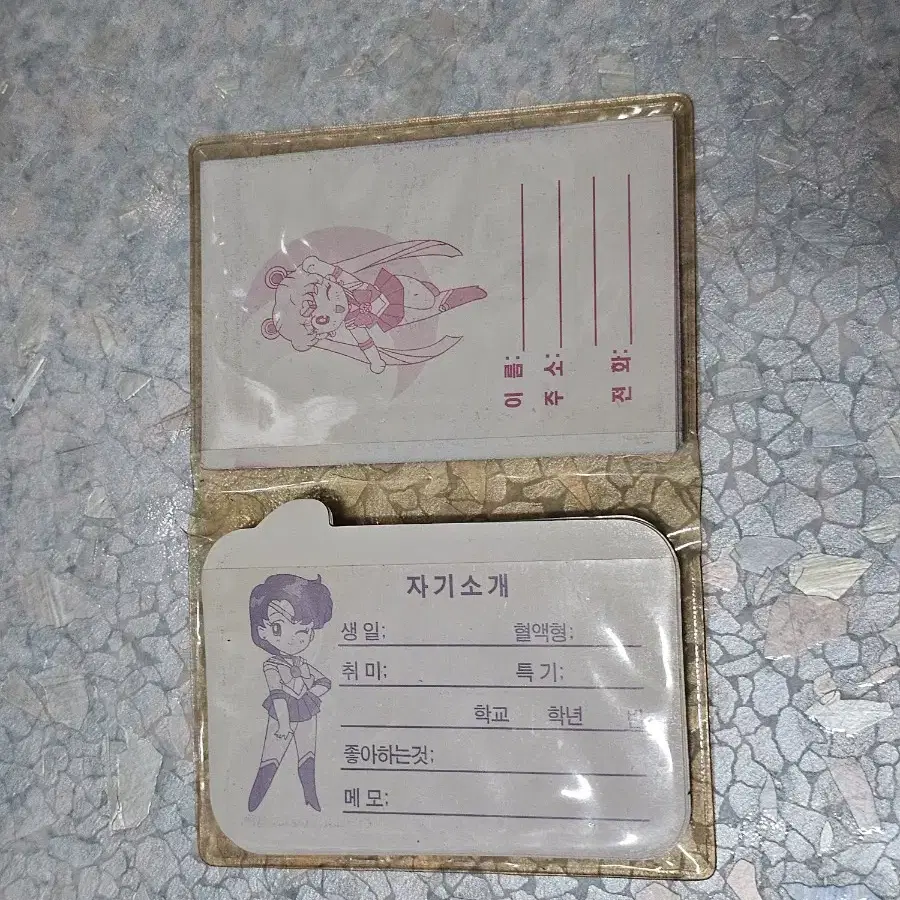 이 름:
주 소:
전 화:
자기소개
생 일; 혈액형;
취 미; 특 기;
학교 학년 반
좋아하는것;
메 모;